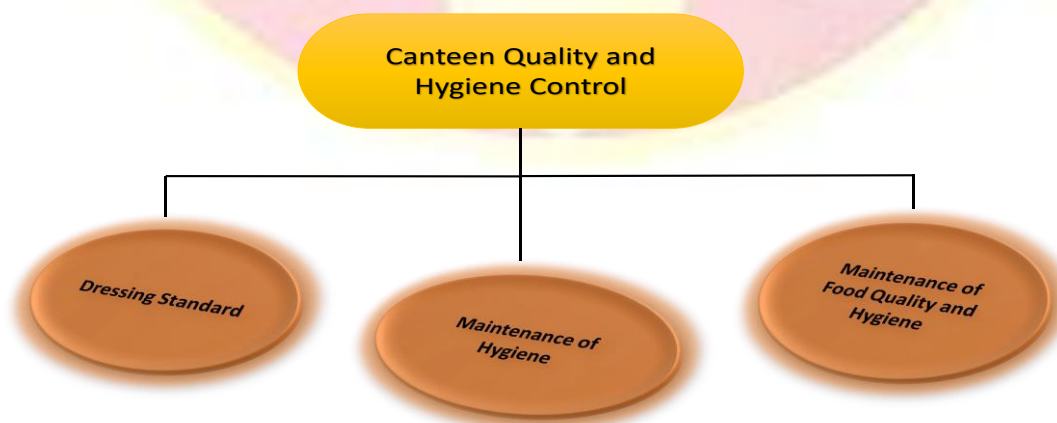 Canteen Quality and
Hygiene Control
Dressing Standard
Maintenance of
Hygiene
Maintenance of
Food Quality and
Hygiene